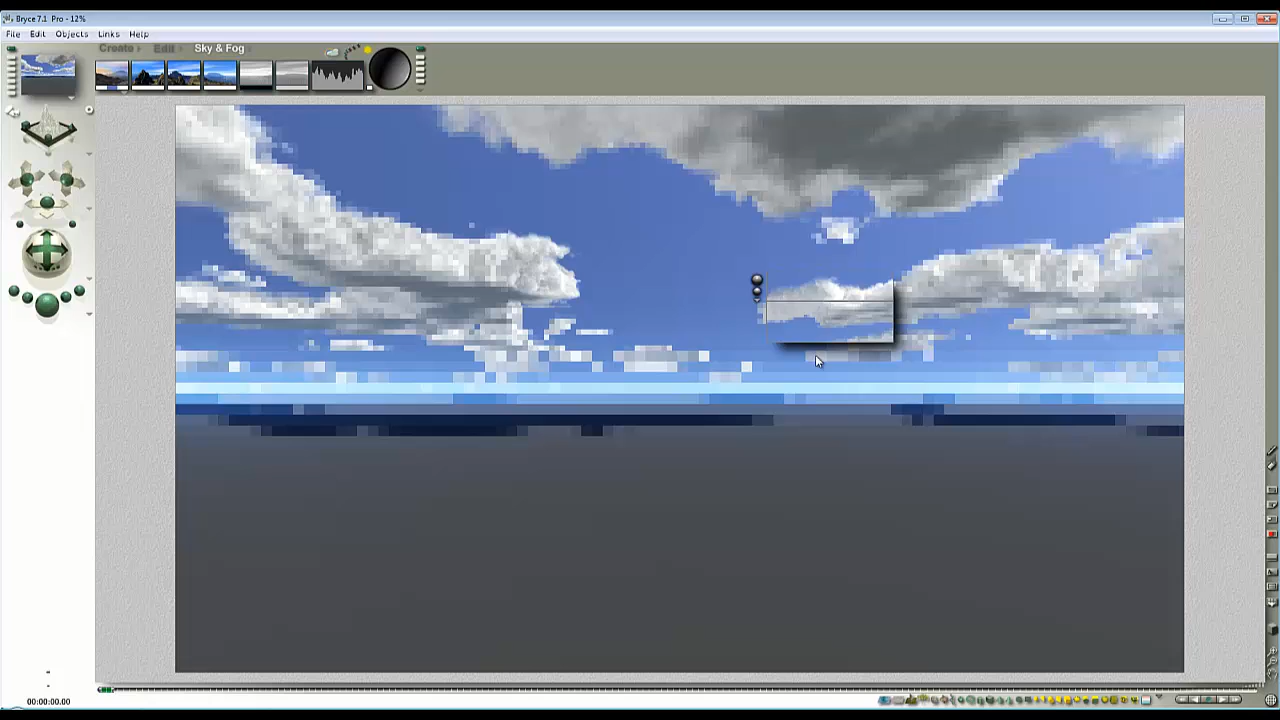 Bryce 7.1 Pro - 12%
File Edit Objects Links Help
Create Edit Sky & Fog
00:00:00.00